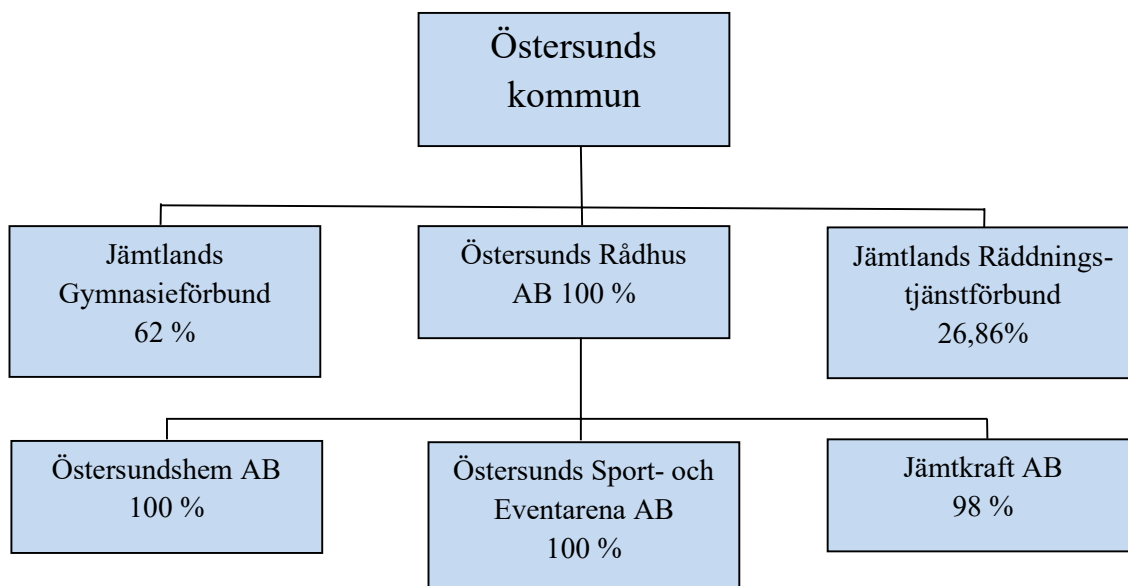 Östersunds
kommun
Jämtlands
Gymnasieförbund
62 %
Östersunds Rådhus
AB 100 %
Jämtlands Räddnings-
tjänstförbund
26,86%
Östersundshem AB
100 %
Östersunds Sport- och
Eventarena AB
100 %
Jämtkraft AB
98 %